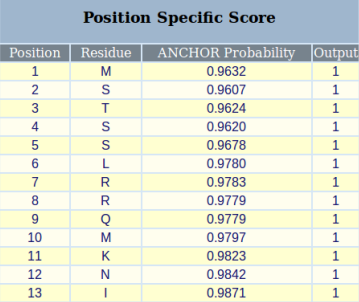 Position Specific Score
Position Residue ANCHOR Probability Output
1 M 0.9632 1
2 S 0.9607 1
3 T 0.9624 1
4 S 0.9620 1
5 S 0.9678 1
6 L 0.9780 1
7 R 0.9783 1
8 R 0.9779 1
9 Q 0.9779 1
10 M 0.9797 1
11 K 0.9823 1
12 N 0.9842 1
13 I 0.9871 1